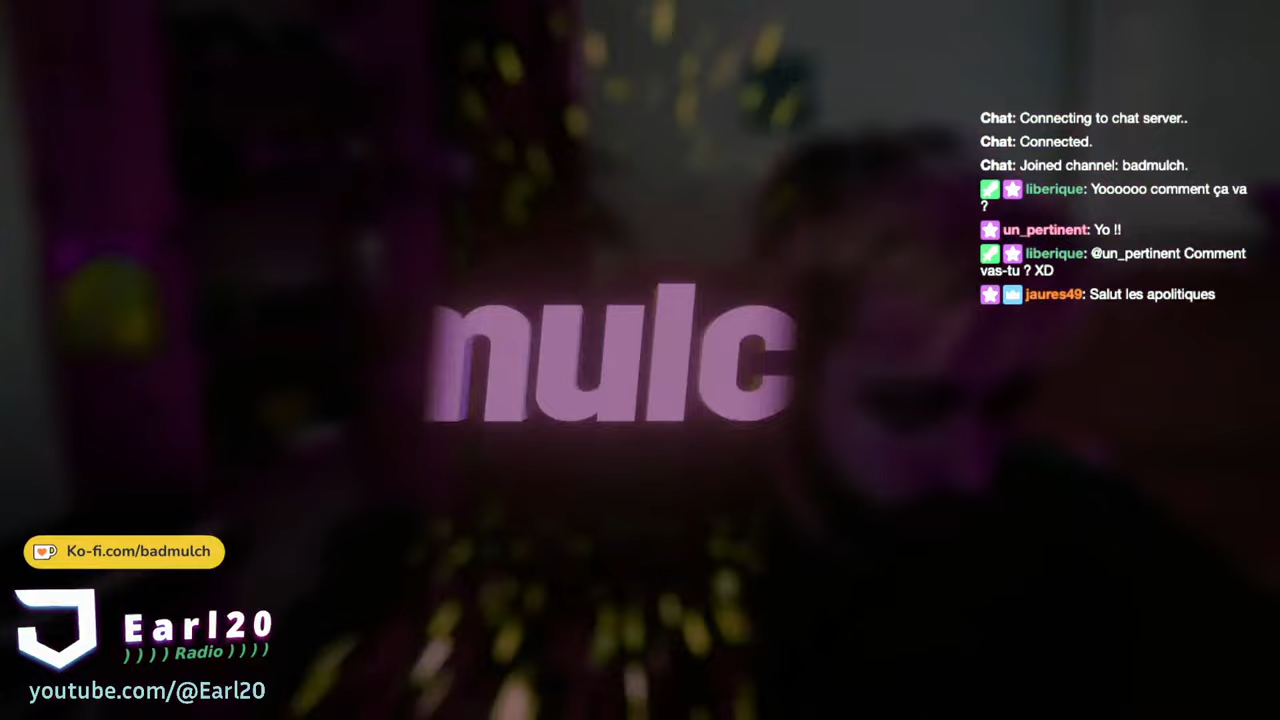 Chat: Connecting to chat server..
Chat: Connected.
Chat: Joined channel: badmulch.
liberique: Yoooooo comment ça va
?
un_pertinent: Yo !!
liberique: @un_pertinent Comment
vas-tu ? XD
jaures49: Salut les apolitiques
mulc
Ko-fi.com/badmulch
Earl20
) ) ) ) Radio ) ) ) )
youtube.com/@Earl20